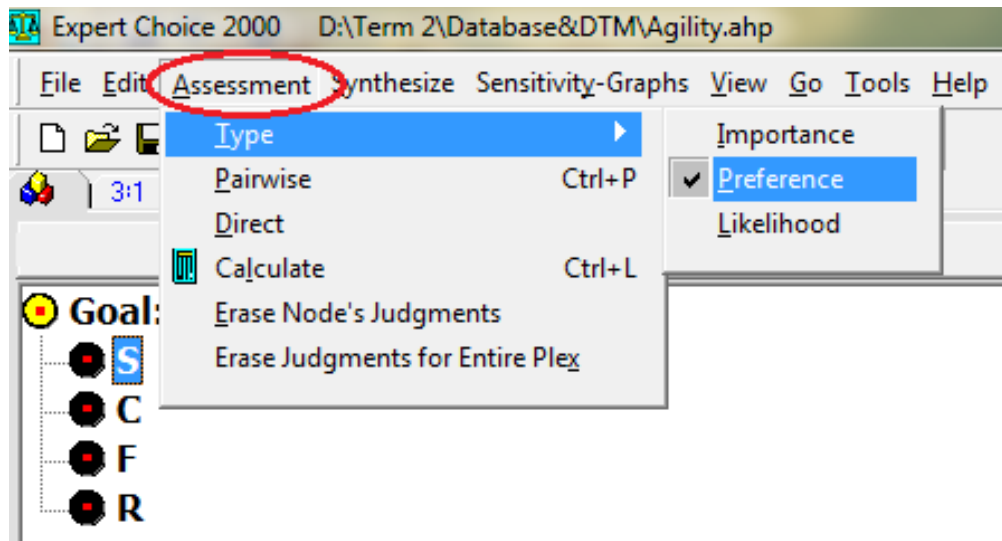 Expert Choice 2000 D:\Term 2\Database&DTM\Agility.ahp
File Edit Assessment Synthesize Sensitivity-Graphs View Go Tools Help
Type Importance
3:1 Pairwise Ctrl+P Preference
Direct Likelihood
Calculate Ctrl+L
Goal: Erase Node's Judgments
S Erase Judgments for Entire Plex
C
F
R